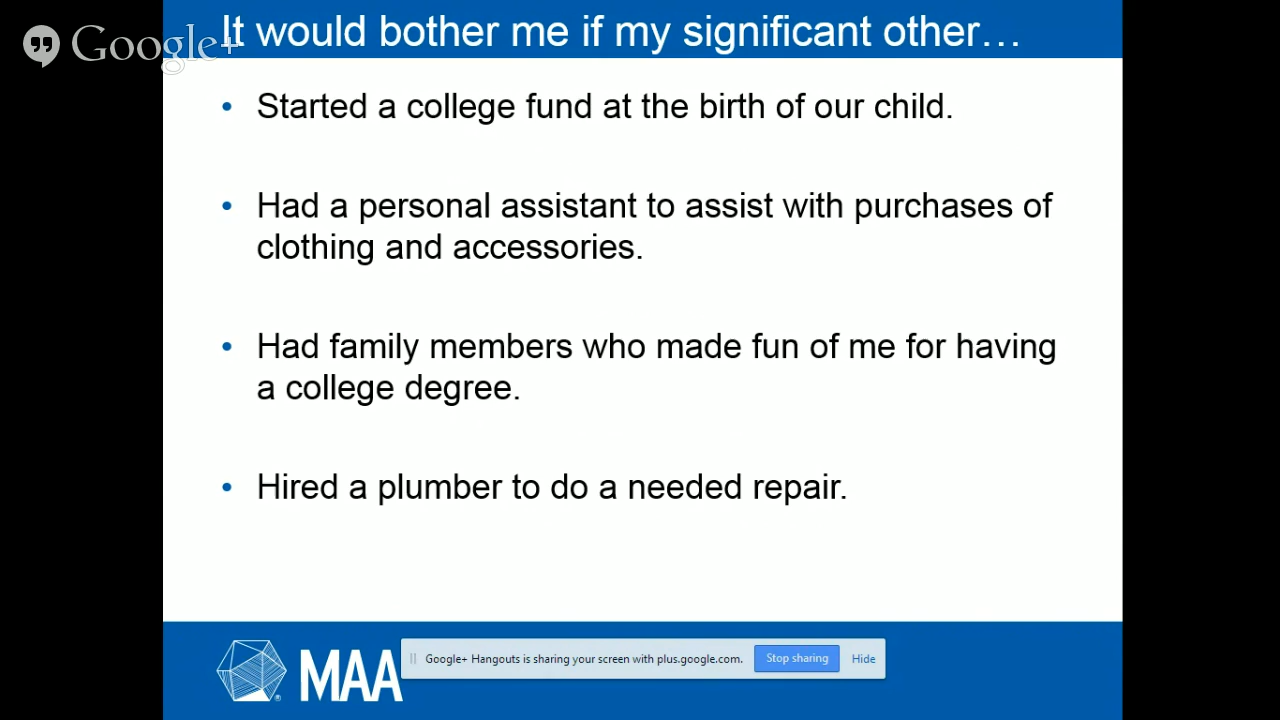 It would bother me if my significant other…
Google+
• Started a college fund at the birth of our child.
• Had a personal assistant to assist with purchases of
clothing and accessories.
• Had family members who made fun of me for having
a college degree.
• Hired a plumber to do a needed repair.
MAA
®
Google+ Hangouts is sharing your screen with plus.google.com.
Stop sharing
Hide